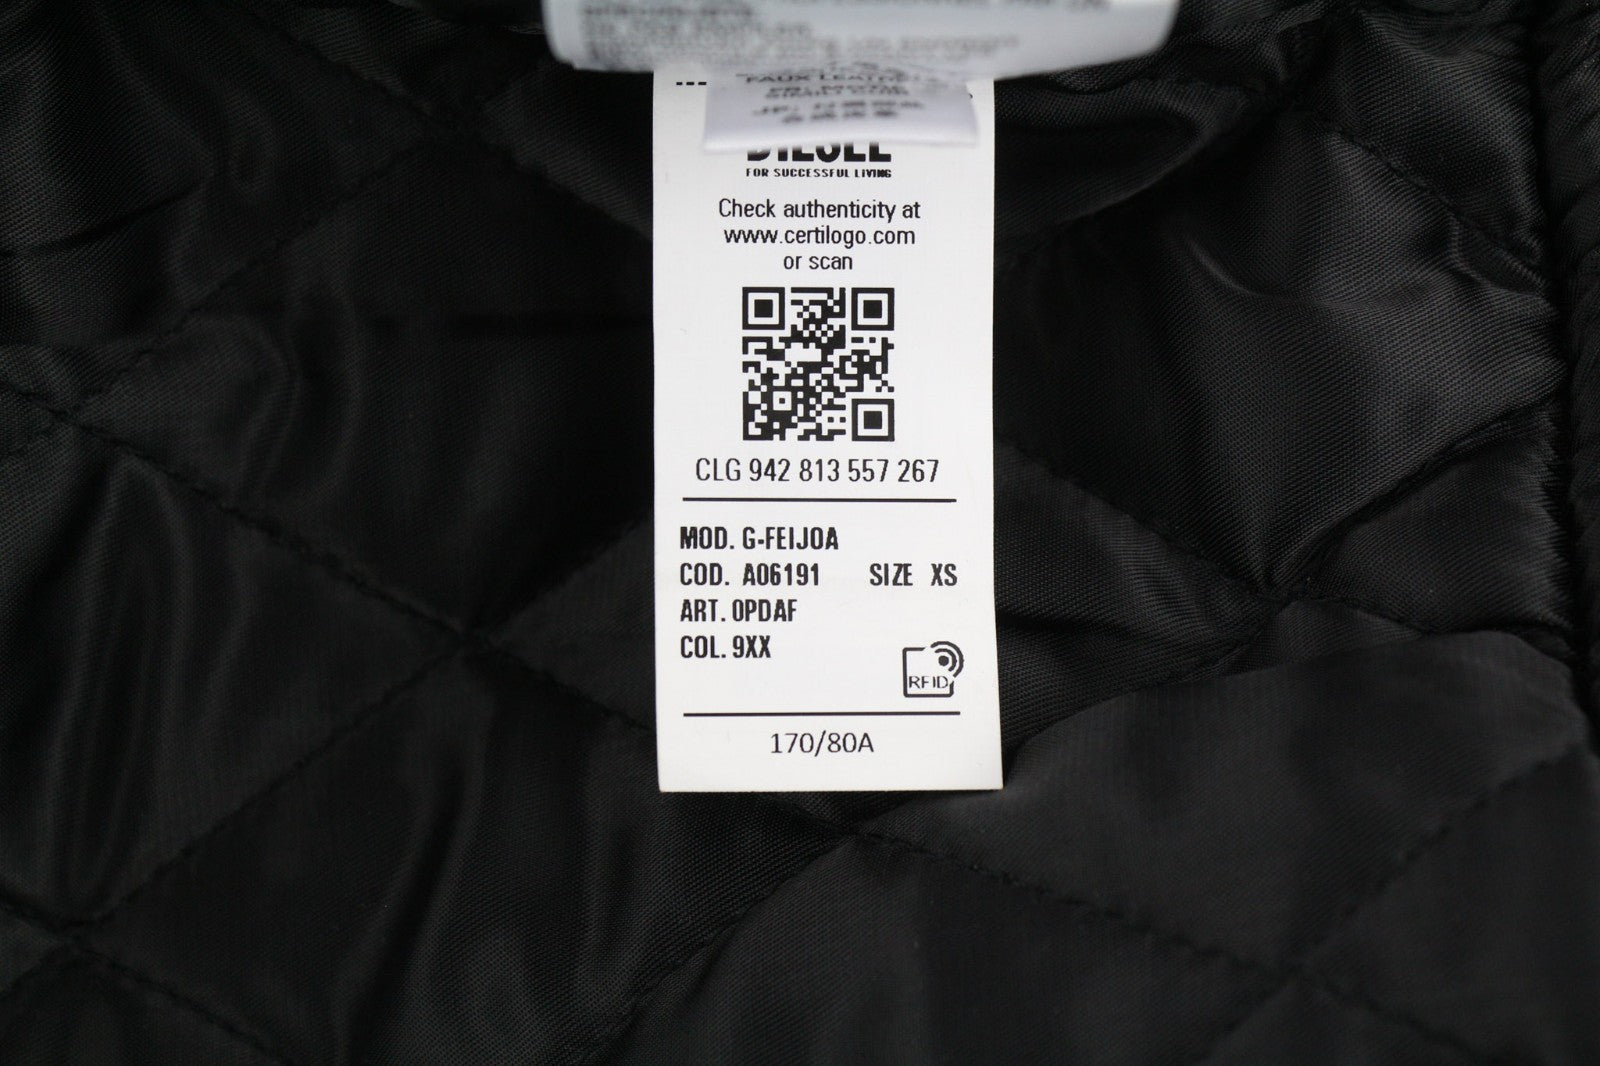 FAUX LEATHER
DIESEL
FOR SUCCESSFUL LIVING
Check authenticity at
www.certilogo.com
or scan
CLG 942 813 557 267
MOD. G-FEIJOA
COD. A06191 SIZE XS
ART. 0PDAF
COL. 9XX
RFID
170/80A